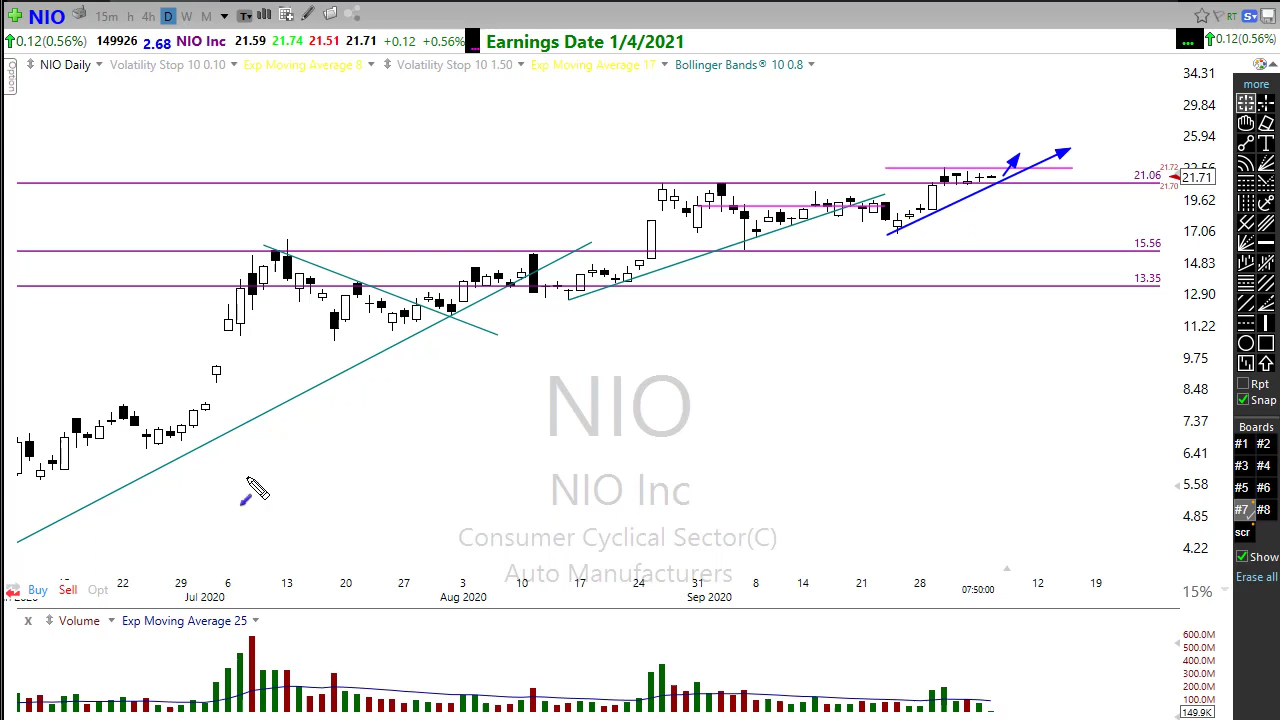 NIO 15m h 4h D W M T RT S
0.12(0.56%) 149926 2.68 NIO Inc 21.59 21.74 21.51 21.71 +0.12 +0.56% ... Earnings Date 1/4/2021 ... 0.12(0.56%)
Option
NIO Daily Volatility Stop 10 0.10 Exp Moving Average 8 Volatility Stop 10 1.50 Exp Moving Average 17 Bollinger Bands® 10 0.8
34.31
29.84
25.94
21.72
21.06 21.71
21.70
19.62
17.06
15.56
14.83
13.35
12.90
11.22
9.75
8.48
7.37
6.41
5.58
4.85
4.22
15%
NIO
NIO Inc
Consumer Cyclical Sector(C)
Auto Manufacturers
22 29 6 13 20 27 3 10 17 24 31 8 14 21 28 12 19
2020 Jul 2020 Aug 2020 Sep 2020 07:50:00
Buy Sell Opt
X Volume Exp Moving Average 25
600.0M
500.0M
400.0M
300.0M
200.0M
100.0M
149.9K
more
T
Rpt
Snap
Boards
#1 #2
#3 #4
#5 #6
#7 #8
scr
Show
Erase all